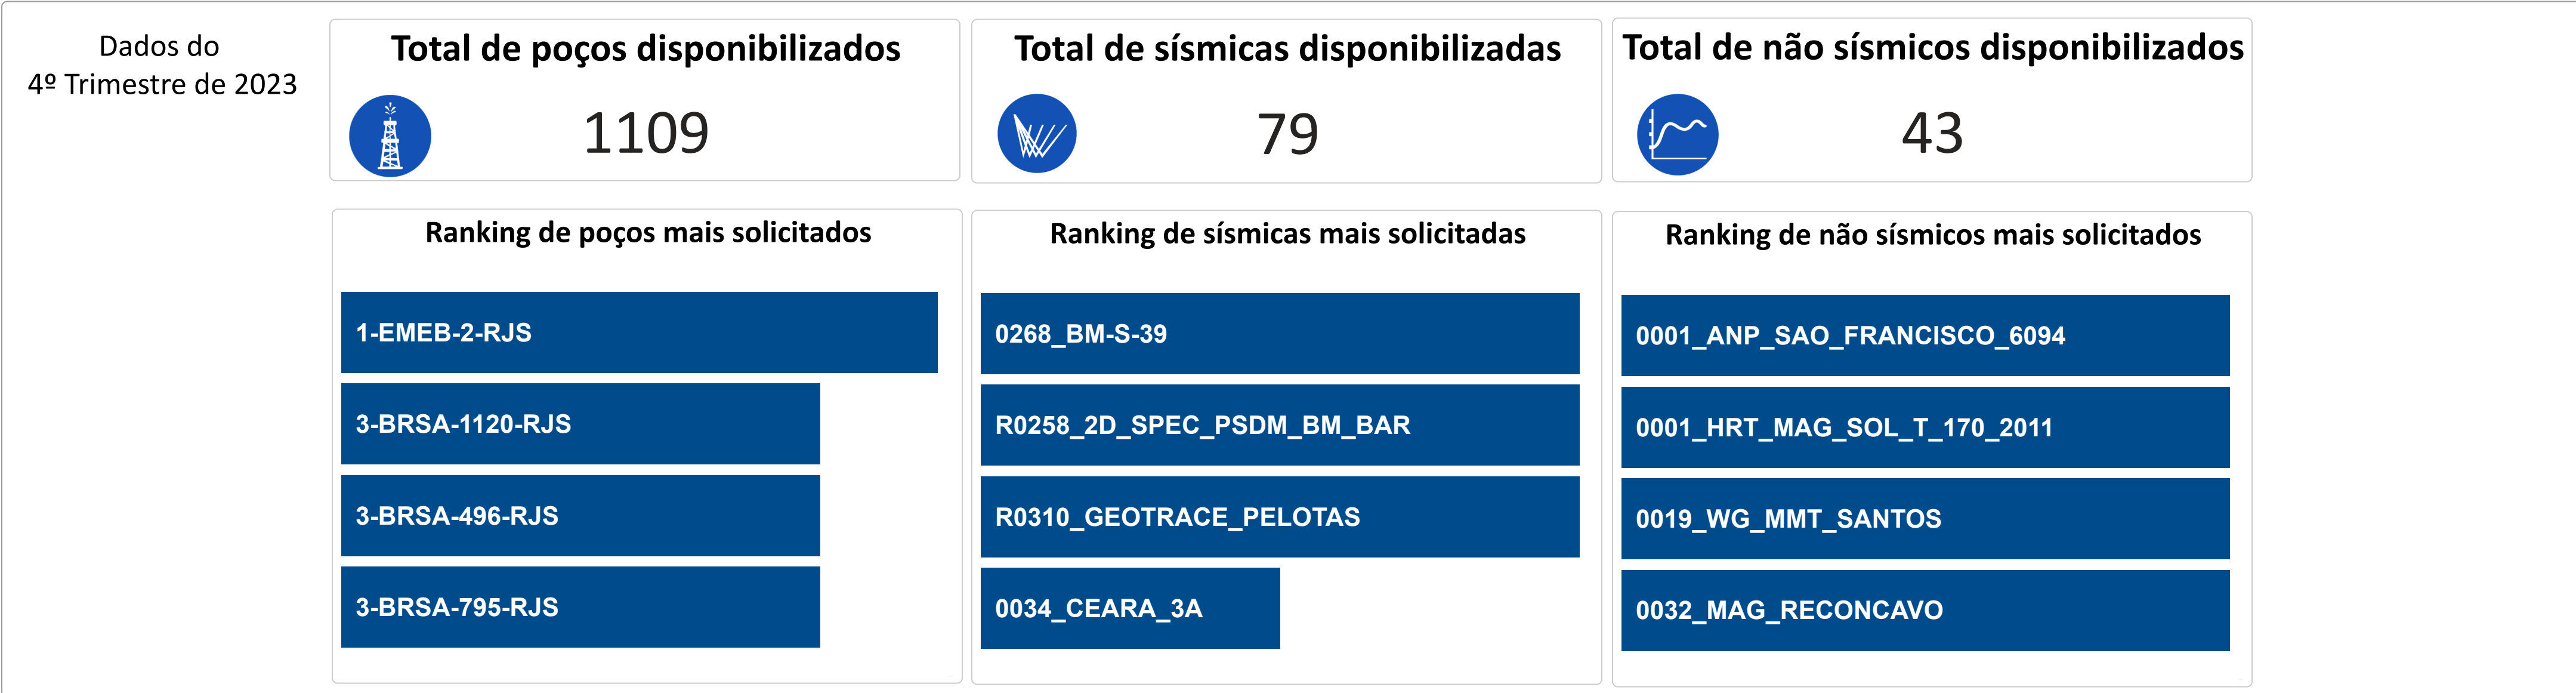 Dados do
4º Trimestre de 2023
Total de poços disponibilizados
1109
Total de sísmicas disponibilizadas
79
Total de não sísmicos disponibilizados
43
Ranking de poços mais solicitados
1-EMEB-2-RJS
3-BRSA-1120-RJS
3-BRSA-496-RJS
3-BRSA-795-RJS
Ranking de sísmicas mais solicitadas
0268_BM-S-39
R0258_2D_SPEC_PSDM_BM_BAR
R0310_GEOTRACE_PELOTAS
0034_CEARA_3A
Ranking de não sísmicos mais solicitados
0001_ANP_SAO_FRANCISCO_6094
0001_HRT_MAG_SOL_T_170_2011
0019_WG_MMT_SANTOS
0032_MAG_RECONCAVO